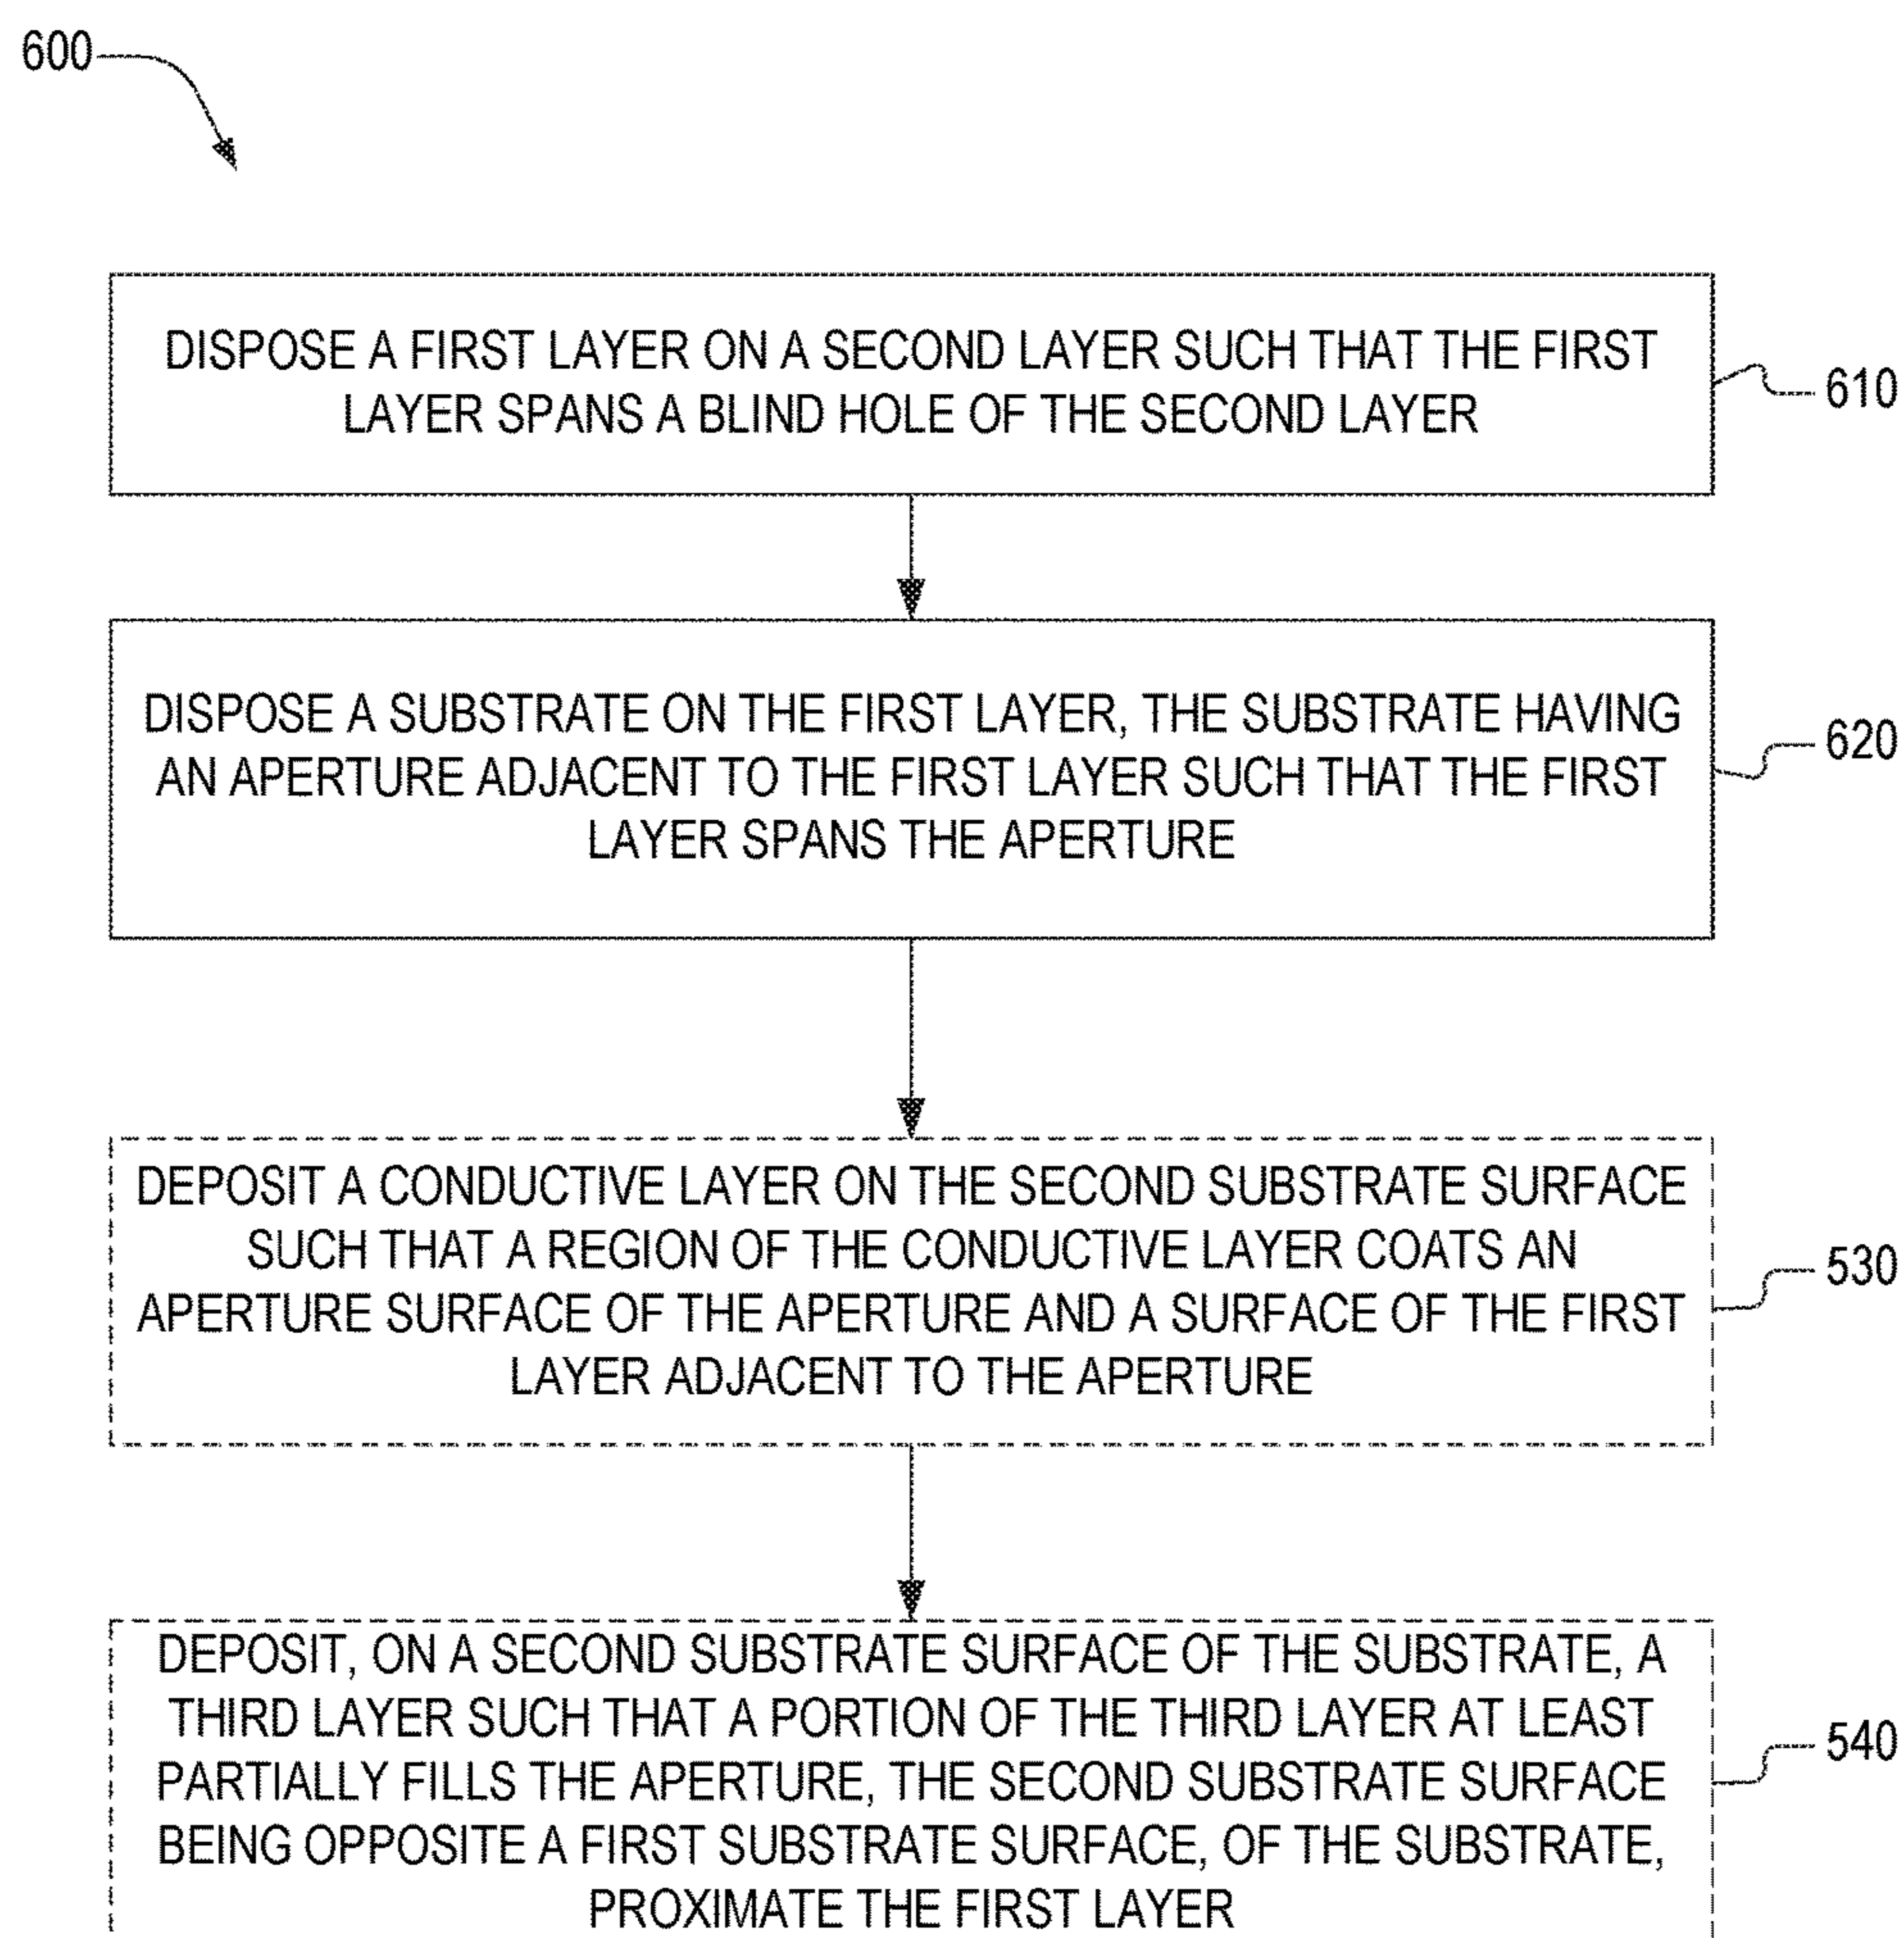 600
DISPOSE A FIRST LAYER ON A SECOND LAYER SUCH THAT THE FIRST
LAYER SPANS A BLIND HOLE OF THE SECOND LAYER
610
DISPOSE A SUBSTRATE ON THE FIRST LAYER, THE SUBSTRATE HAVING
AN APERTURE ADJACENT TO THE FIRST LAYER SUCH THAT THE FIRST
LAYER SPANS THE APERTURE
620
DEPOSIT A CONDUCTIVE LAYER ON THE SECOND SUBSTRATE SURFACE
SUCH THAT A REGION OF THE CONDUCTIVE LAYER COATS AN
APERTURE SURFACE OF THE APERTURE AND A SURFACE OF THE FIRST
LAYER ADJACENT TO THE APERTURE
530
DEPOSIT, ON A SECOND SUBSTRATE SURFACE OF THE SUBSTRATE, A
THIRD LAYER SUCH THAT A PORTION OF THE THIRD LAYER AT LEAST
PARTIALLY FILLS THE APERTURE, THE SECOND SUBSTRATE SURFACE
BEING OPPOSITE A FIRST SUBSTRATE SURFACE, OF THE SUBSTRATE,
PROXIMATE THE FIRST LAYER
540